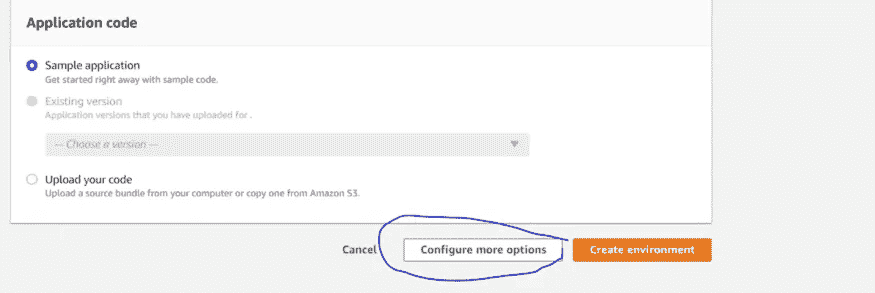 Application code
Sample application
Get started right away with sample code.
Existing version
Application versions that you have uploaded for .
-- Choose a version --
Upload your code
Upload a source bundle from your computer or copy one from Amazon S3.
Cancel Configure more options Create environment